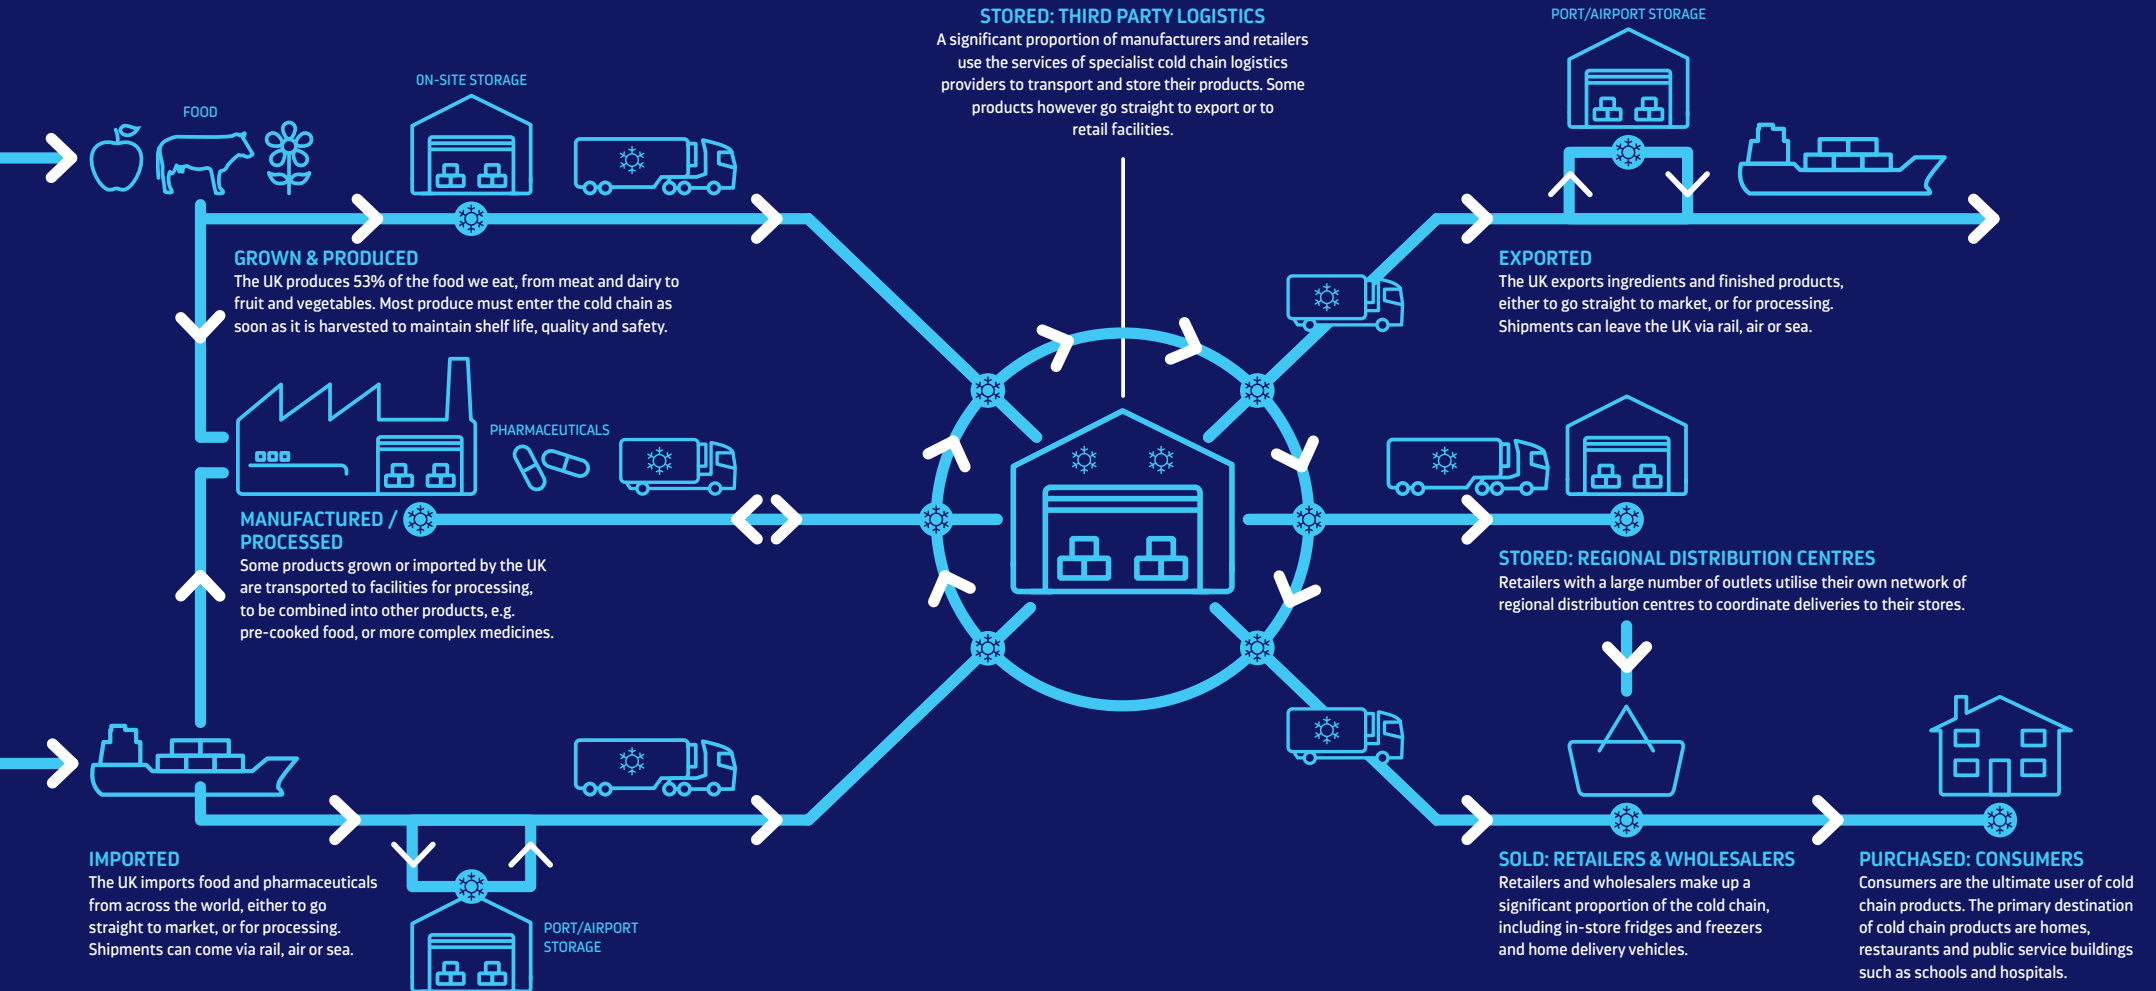 STORED: THIRD PARTY LOGISTICS
A significant proportion of manufacturers and retailers
use the services of specialist cold chain logistics
providers to transport and store their products. Some
products however go straight to export or to
retail facilities.
PORT/AIRPORT STORAGE
ON-SITE STORAGE
FOOD
GROWN & PRODUCED
The UK produces 53% of the food we eat, from meat and dairy to
fruit and vegetables. Most produce must enter the cold chain as
soon as it is harvested to maintain shelf life, quality and safety.
EXPORTED
The UK exports ingredients and finished products,
either to go straight to market, or for processing.
Shipments can leave the UK via rail, air or sea.
PHARMACEUTICALS
MANUFACTURED /
PROCESSED
Some products grown or imported by the UK
are transported to facilities for processing,
to be combined into other products, e.g.
pre-cooked food, or more complex medicines.
STORED: REGIONAL DISTRIBUTION CENTRES
Retailers with a large number of outlets utilise their own network of
regional distribution centres to coordinate deliveries to their stores.
IMPORTED
The UK imports food and pharmaceuticals
from across the world, either to go
straight to market, or for processing.
Shipments can come via rail, air or sea.
PORT/AIRPORT
STORAGE
SOLD: RETAILERS & WHOLESALERS
Retailers and wholesalers make up a
significant proportion of the cold chain,
including in-store fridges and freezers
and home delivery vehicles.
PURCHASED: CONSUMERS
Consumers are the ultimate user of cold
chain products. The primary destination
of cold chain products are homes,
restaurants and public service buildings
such as schools and hospitals.